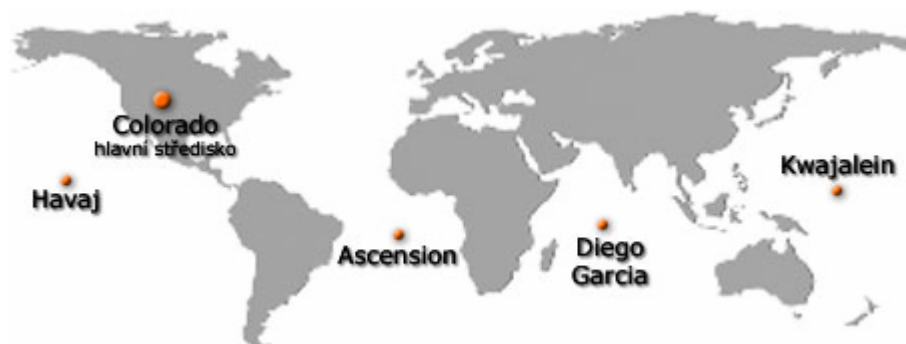 Colorado
hlavní středisko
Havaj
Ascension
Diego
Garcia
Kwajalein